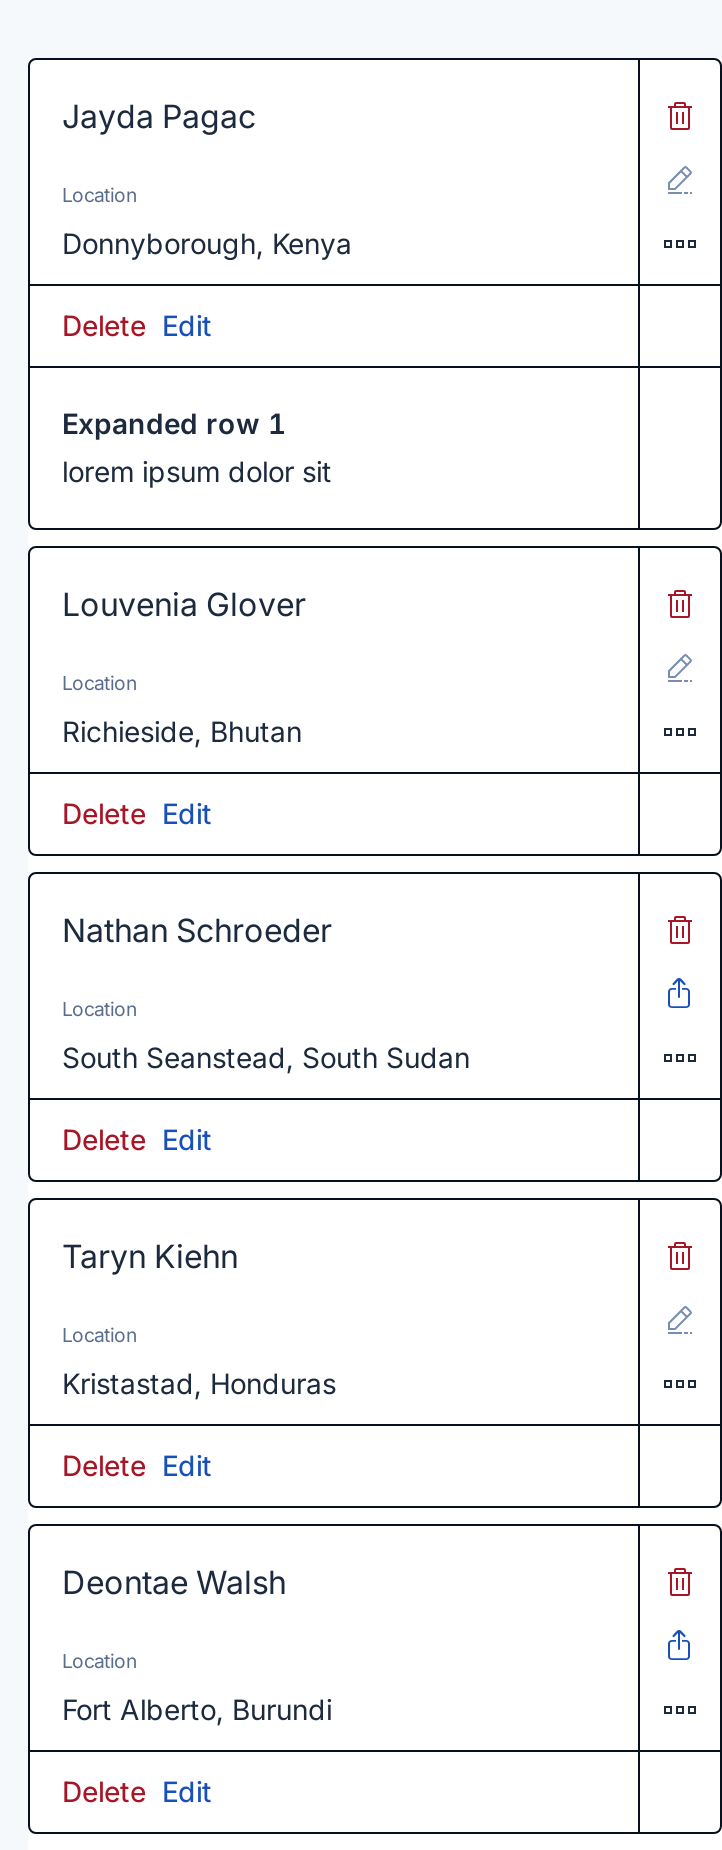 Jayda Pagac
Location
Donnyborough, Kenya
Delete Edit
Expanded row 1
lorem ipsum dolor sit
Louvenia Glover
Location
Richieside, Bhutan
Delete Edit
Nathan Schroeder
Location
South Seanstead, South Sudan
Delete Edit
Taryn Kiehn
Location
Kristastad, Honduras
Delete Edit
Deontae Walsh
Location
Fort Alberto, Burundi
Delete Edit